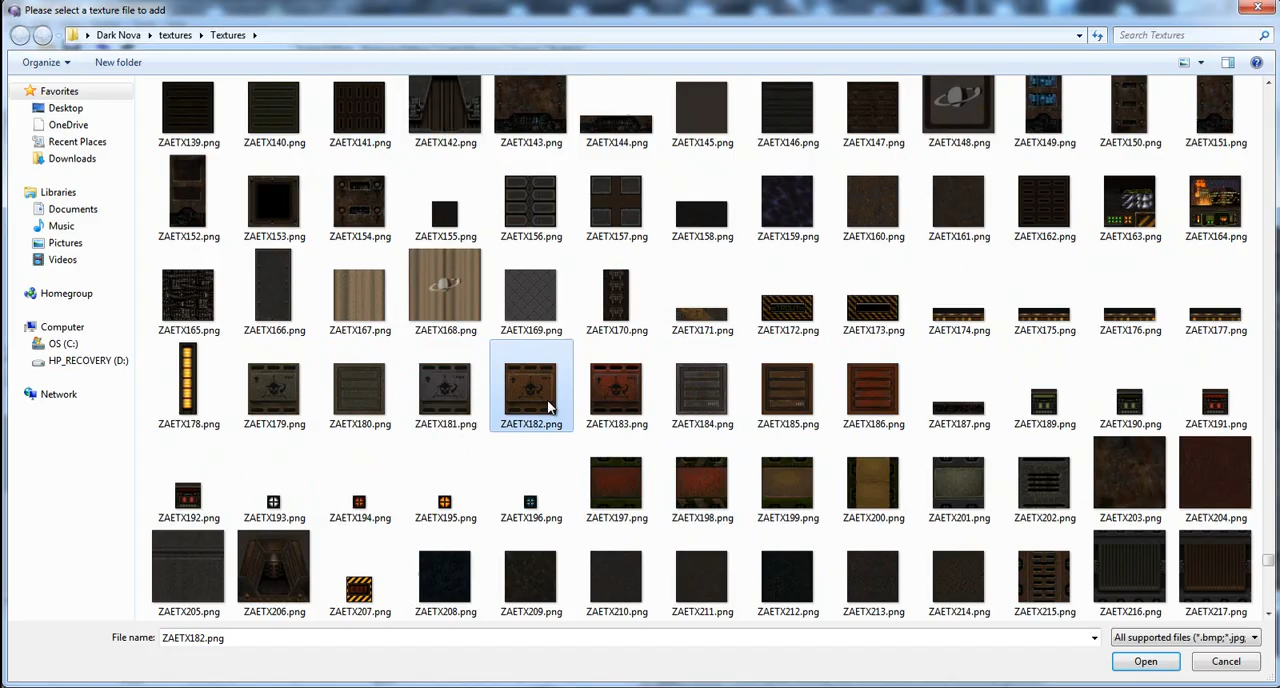 Please select a texture file to add
Dark Nova textures Textures
Search Textures
Organize New folder
Favorites
Desktop
OneDrive
Recent Places
Downloads
Libraries
Documents
Music
Pictures
Videos
Homegroup
Computer
OS (C:)
HP_RECOVERY (D:)
Network
ZAETX139.png ZAETX140.png ZAETX141.png ZAETX142.png ZAETX143.png ZAETX144.png ZAETX145.png ZAETX146.png ZAETX147.png ZAETX148.png ZAETX149.png ZAETX150.png ZAETX151.png
ZAETX152.png ZAETX153.png ZAETX154.png ZAETX155.png ZAETX156.png ZAETX157.png ZAETX158.png ZAETX159.png ZAETX160.png ZAETX161.png ZAETX162.png ZAETX163.png ZAETX164.png
ZAETX165.png ZAETX166.png ZAETX167.png ZAETX168.png ZAETX169.png ZAETX170.png ZAETX171.png ZAETX172.png ZAETX173.png ZAETX174.png ZAETX175.png ZAETX176.png ZAETX177.png
ZAETX178.png ZAETX179.png ZAETX180.png ZAETX181.png ZAETX182.png ZAETX183.png ZAETX184.png ZAETX185.png ZAETX186.png ZAETX187.png ZAETX189.png ZAETX190.png ZAETX191.png
ZAETX192.png ZAETX193.png ZAETX194.png ZAETX195.png ZAETX196.png ZAETX197.png ZAETX198.png ZAETX199.png ZAETX200.png ZAETX201.png ZAETX202.png ZAETX203.png ZAETX204.png
ZAETX205.png ZAETX206.png ZAETX207.png ZAETX208.png ZAETX209.png ZAETX210.png ZAETX211.png ZAETX212.png ZAETX213.png ZAETX214.png ZAETX215.png ZAETX216.png ZAETX217.png
File name: ZAETX182.png All supported files (*.bmp;*.jpg,
Open Cancel